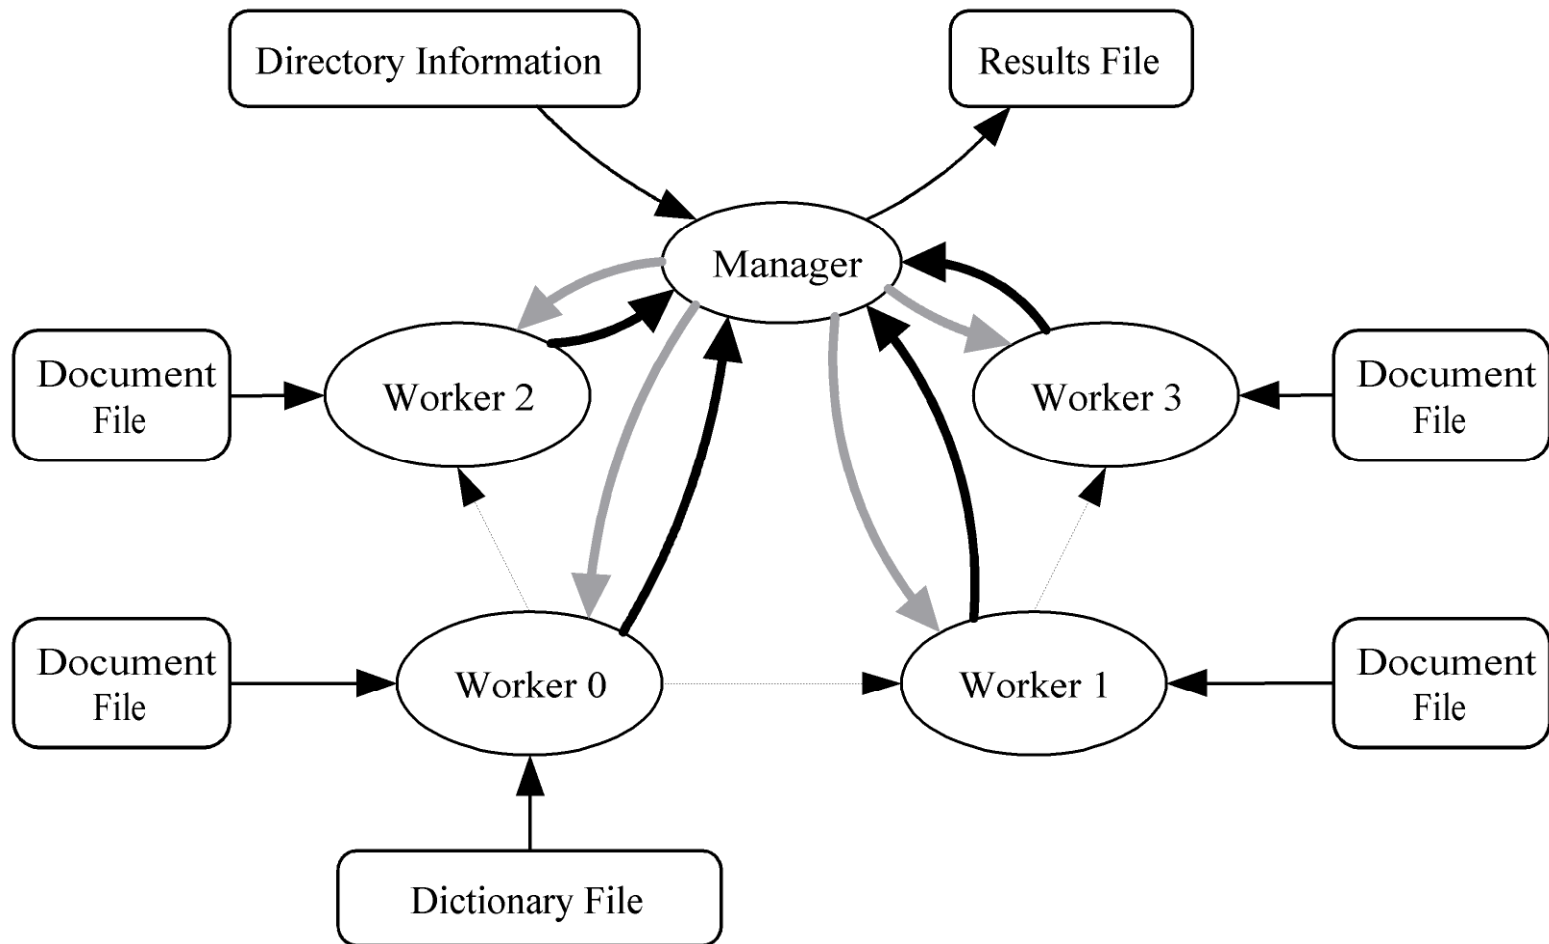 Directory Information
Results File
Manager
Document
File
Worker 2
Worker 3
Document
File
Document
File
Worker 0
Worker 1
Document
File
Dictionary File